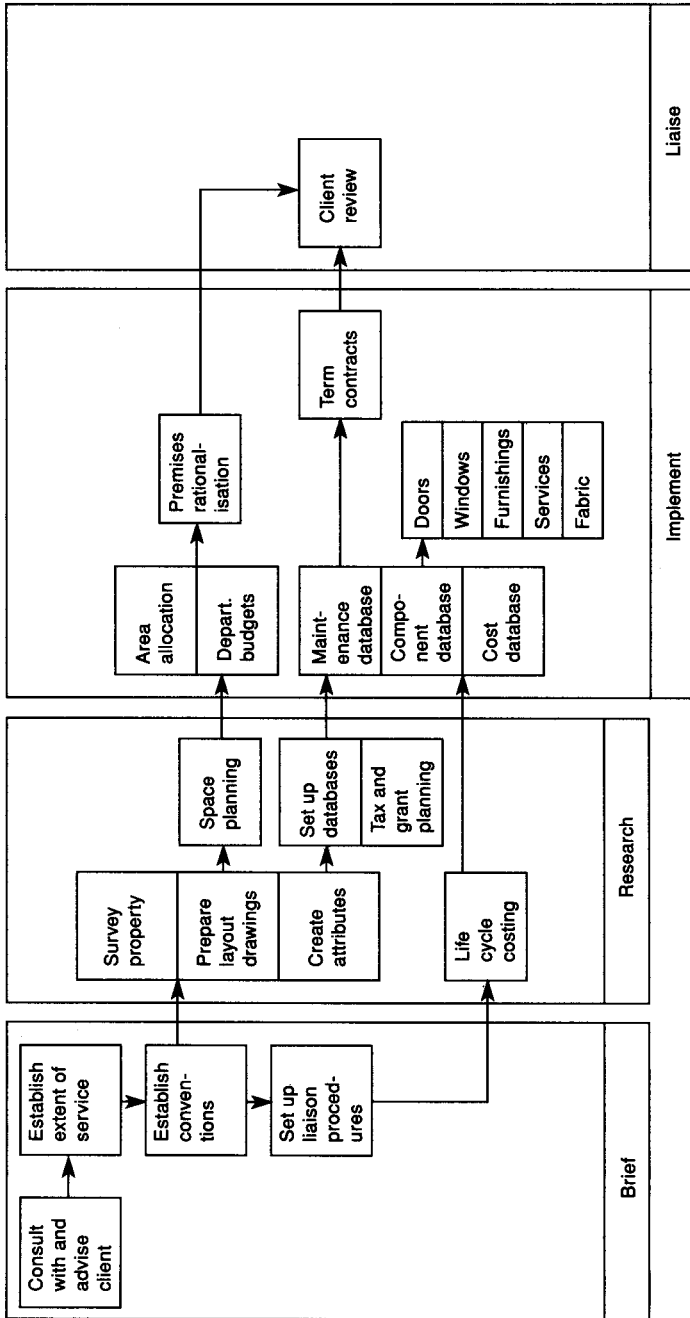 Consult
with and
advise
client
Establish
extent of
service
Establish
conven-
tions
Set up
liaison
proced-
ures
Brief
Survey
property
Prepare
layout
drawings
Create
attributes
Space
planning
Set up
databases
Tax and
grant
planning
Life
cycle
costing
Research
Area
allocation
Depart.
budgets
Premises
rational-
isation
Maint-
enance
database
Compo-
nent
database
Cost
database
Doors
Windows
Furnishings
Services
Fabric
Term
contracts
Implement
Client
review
Liaise